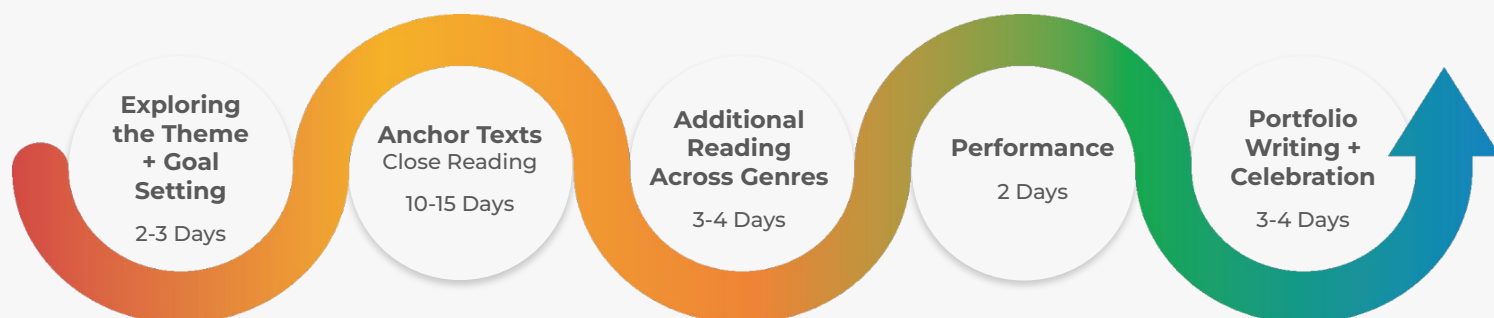 Exploring
the Theme
+ Goal
Setting
2-3 Days
Anchor Texts
Close Reading
10-15 Days
Additional
Reading
Across Genres
3-4 Days
Performance
2 Days
Portfolio
Writing +
Celebration
3-4 Days